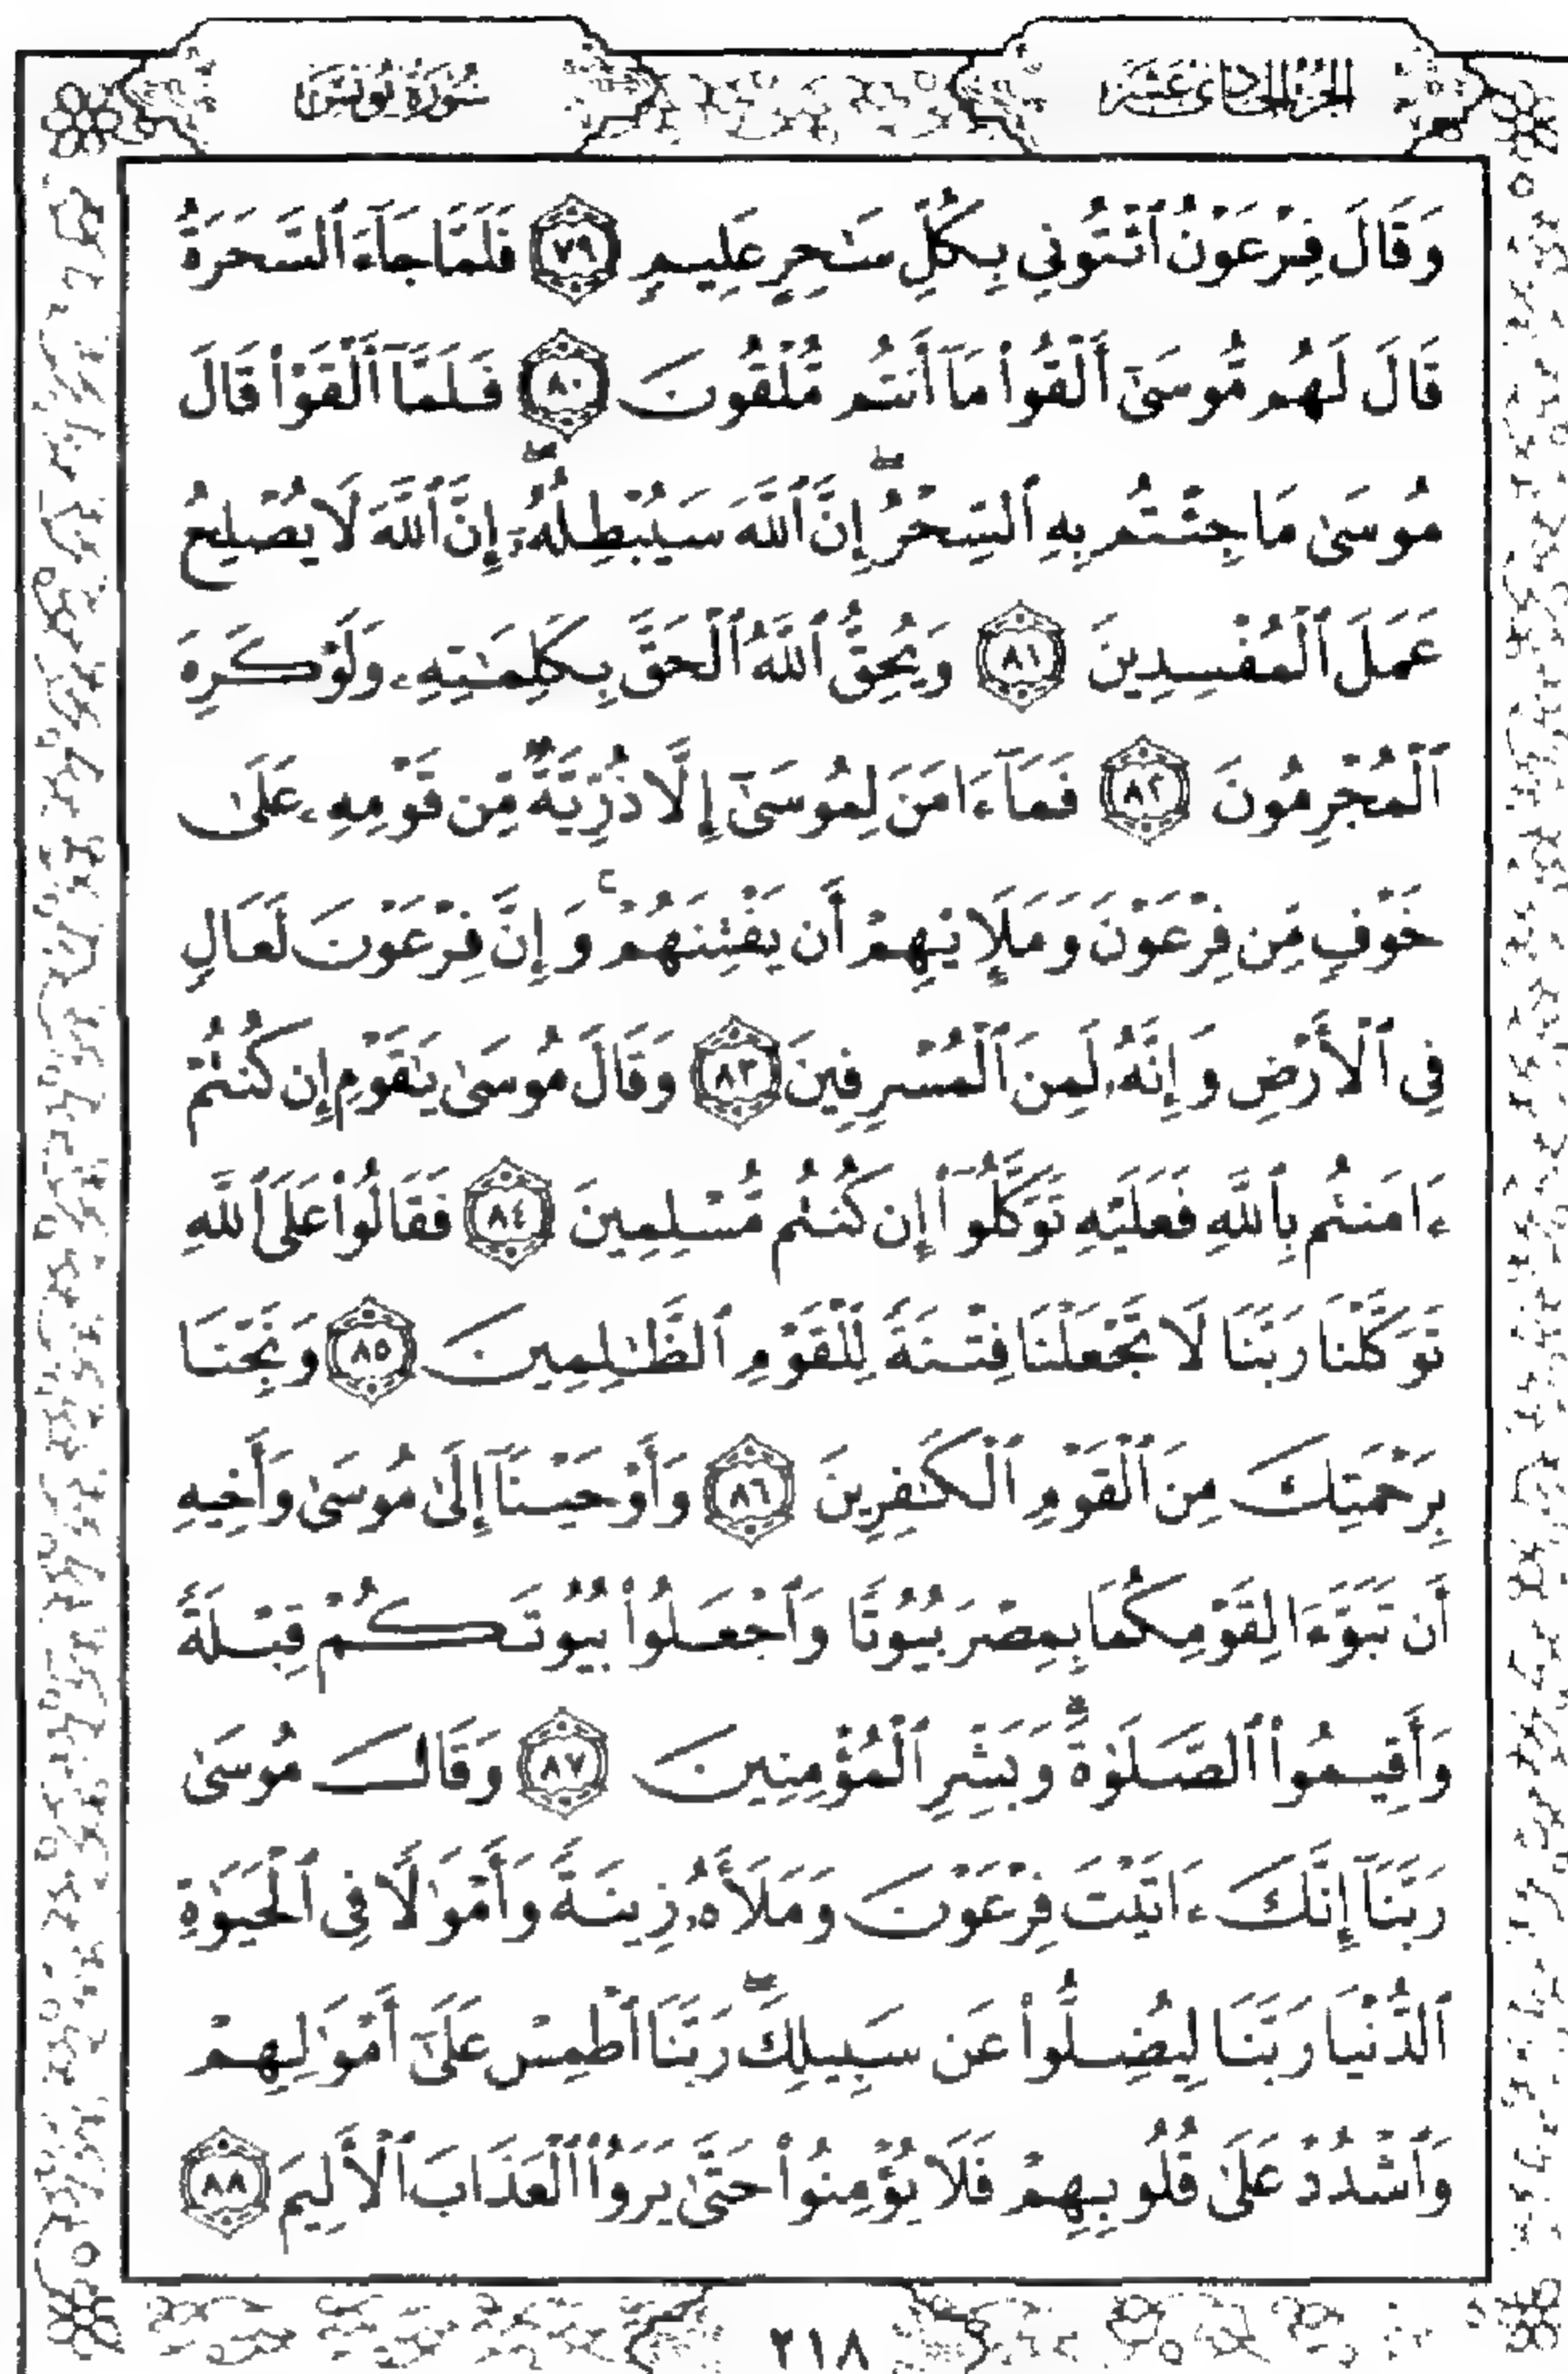 الجزء الحادي عشر
سورة يونس
وَقَالَ فِرْعَوْنُ ٱئْتُونِي بِكُلِّ سَٰحِرٍ عَلِيمٍ ٧٩ فَلَمَّا جَآءَ ٱلسَّحَرَةُ
قَالَ لَهُم مُّوسَىٰٓ أَلْقُوا۟ مَآ أَنتُم مُّلْقُونَ ٨٠ فَلَمَّآ أَلْقَوْا۟ قَالَ
مُوسَىٰ مَا جِئْتُم بِهِ ٱلسِّحْرُ ۖ إِنَّ ٱللَّهَ سَيُبْطِلُهُۥٓ ۖ إِنَّ ٱللَّهَ لَا يُصْلِحُ
عَمَلَ ٱلْمُفْسِدِينَ ٨١ وَيُحِقُّ ٱللَّهُ ٱلْحَقَّ بِكَلِمَٰتِهِۦ وَلَوْ كَرِهَ
ٱلْمُجْرِمُونَ ٨٢ فَمَآ ءَامَنَ لِمُوسَىٰٓ إِلَّا ذُرِّيَّةٌ مِّن قَوْمِهِۦ عَلَىٰ
خَوْفٍ مِّن فِرْعَوْنَ وَمَلَإِي۟هِمْ أَن يَفْتِنَهُمْ ۚ وَإِنَّ فِرْعَوْنَ لَعَالٍ
فِى ٱلْأَرْضِ وَإِنَّهُۥ لَمِنَ ٱلْمُسْرِفِينَ ٨٣ وَقَالَ مُوسَىٰ يَٰقَوْمِ إِن كُنتُمْ
ءَامَنتُم بِٱللَّهِ فَعَلَيْهِ تَوَكَّلُوٓا۟ إِن كُنتُم مُّسْلِمِينَ ٨٤ فَقَالُوا۟ عَلَى ٱللَّهِ
تَوَكَّلْنَا رَبَّنَا لَا تَجْعَلْنَا فِتْنَةً لِّلْقَوْمِ ٱلظَّٰلِمِينَ ٨٥ وَنَجِّنَا
بِرَحْمَتِكَ مِنَ ٱلْقَوْمِ ٱلْكَٰفِرِينَ ٨٦ وَأَوْحَيْنَآ إِلَىٰ مُوسَىٰ وَأَخِيهِ
أَن تَبَوَّءَا لِقَوْمِكُمَا بِمِصْرَ بُيُوتًا وَٱجْعَلُوا۟ بُيُوتَكُمْ قِبْلَةً
وَأَقِيمُوا۟ ٱلصَّلَوٰةَ ۗ وَبَشِّرِ ٱلْمُؤْمِنِينَ ٨٧ وَقَالَ مُوسَىٰ
رَبَّنَآ إِنَّكَ ءَاتَيْتَ فِرْعَوْنَ وَمَلَأَهُۥ زِينَةً وَأَمْوَٰلًا فِى ٱلْحَيَوٰةِ
ٱلدُّنْيَا رَبَّنَا لِيُضِلُّوا۟ عَن سَبِيلِكَ ۖ رَبَّنَا ٱطْمِسْ عَلَىٰٓ أَمْوَٰلِهِمْ
وَٱشْدُدْ عَلَىٰ قُلُوبِهِمْ فَلَا يُؤْمِنُوا۟ حَتَّىٰ يَرَوُا۟ ٱلْعَذَابَ ٱلْأَلِيمَ ٨٨
٢١٨